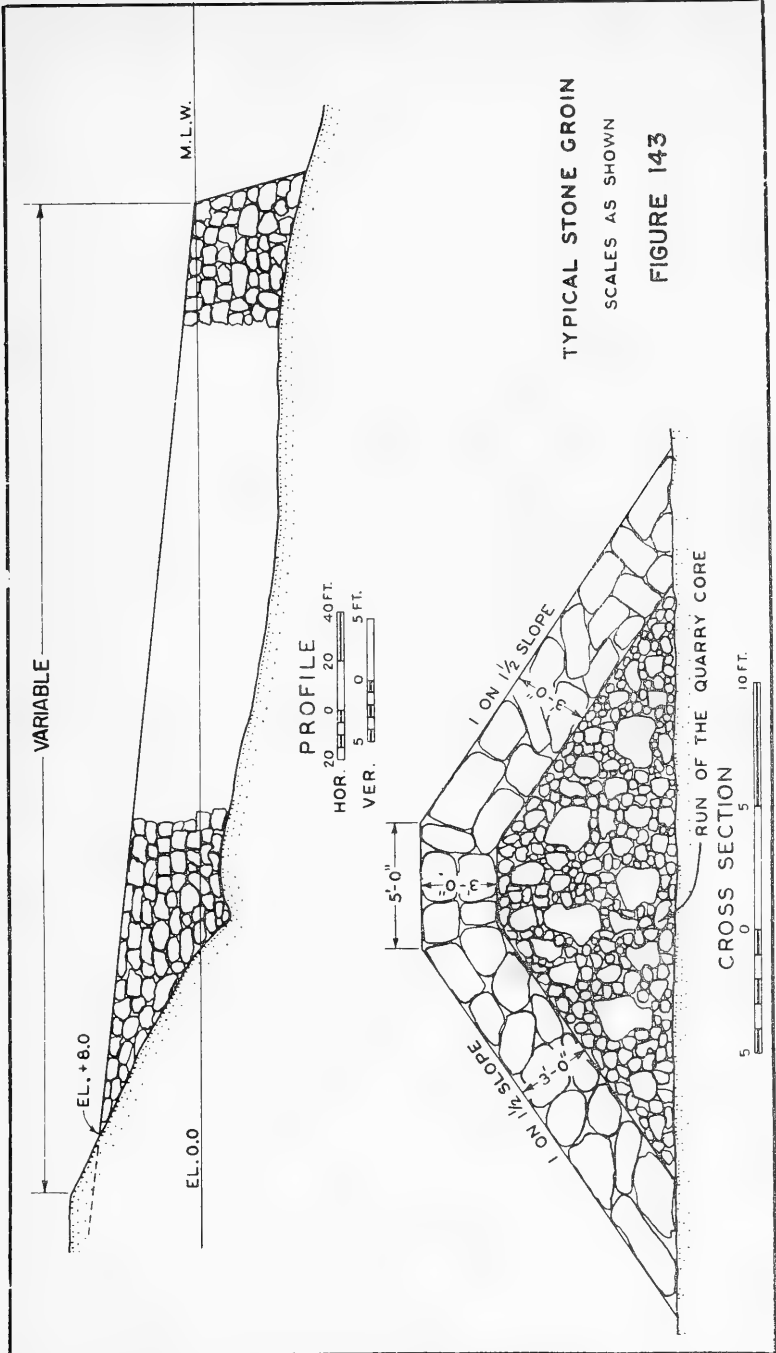 VARIABLE
EL. + 8.0
EL. 0.0
M.L.W.
PROFILE
HOR. 20 0 20 40 FT.
VER. 5 0 5 FT.
5'-0"
3'-0"
1 ON 1 1/2 SLOPE
3'-0"
1 ON 1 1/2 SLOPE
3'-0"
RUN OF THE QUARRY CORE
CROSS SECTION
5 0 5 10 FT.
TYPICAL STONE GROIN
SCALES AS SHOWN
FIGURE 143